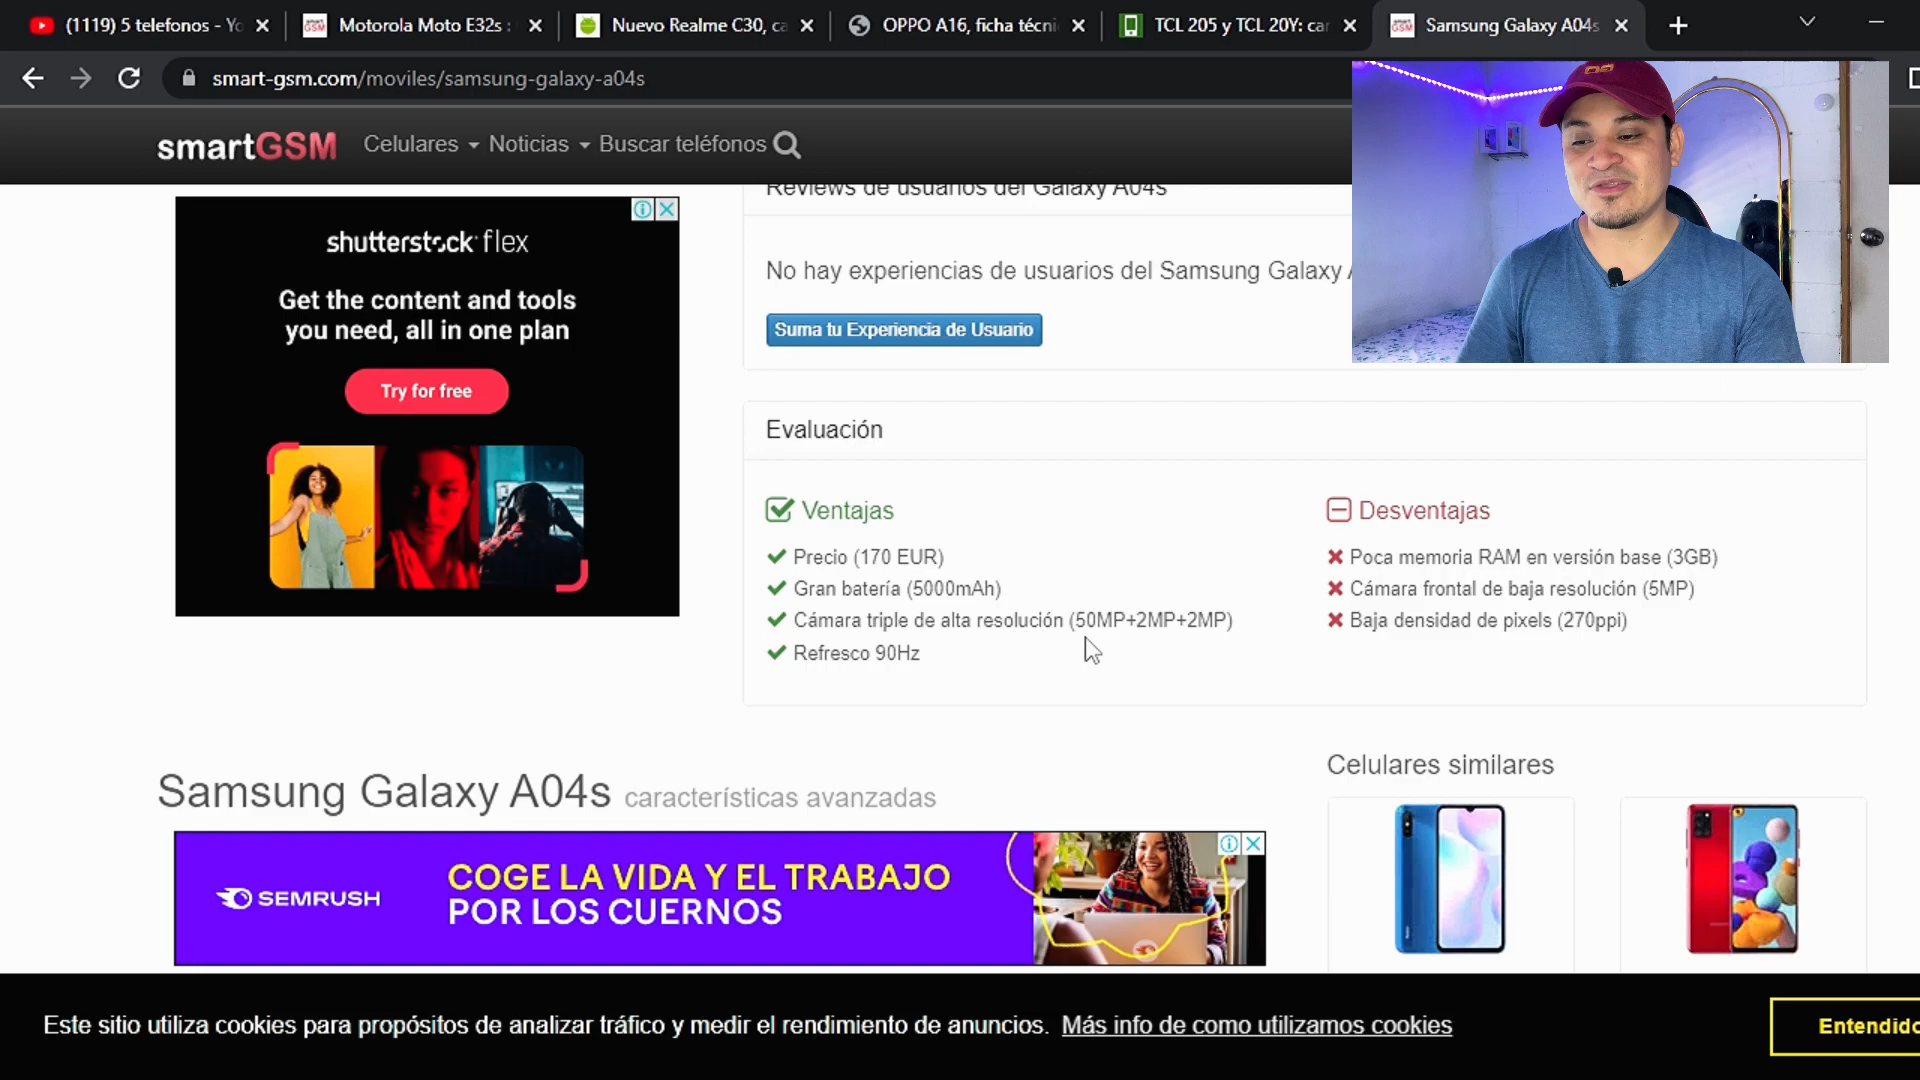 (1119) 5 telefonos - Yo
Motorola Moto E32s :
Nuevo Realme C30, ca
OPPO A16, ficha técni
TCL 205 y TCL 20Y: car
Samsung Galaxy A04s
smart-gsm.com/moviles/samsung-galaxy-a04s
smartGSM
Celulares
Noticias
Buscar teléfonos
shutterstock flex
Get the content and tools
you need, all in one plan
Try for free
Reviews de usuarios del Galaxy A04s
No hay experiencias de usuarios del Samsung Galaxy
Suma tu Experiencia de Usuario
Evaluación
Ventajas
Precio (170 EUR)
Gran batería (5000mAh)
Cámara triple de alta resolución (50MP+2MP+2MP)
Refresco 90Hz
Desventajas
Poca memoria RAM en versión base (3GB)
Cámara frontal de baja resolución (5MP)
Baja densidad de pixels (270ppi)
Samsung Galaxy A04s características avanzadas
SEMRUSH
COGE LA VIDA Y EL TRABAJO
POR LOS CUERNOS
Celulares similares
Este sitio utiliza cookies para propósitos de analizar tráfico y medir el rendimiento de anuncios. Más info de como utilizamos cookies
Entendido